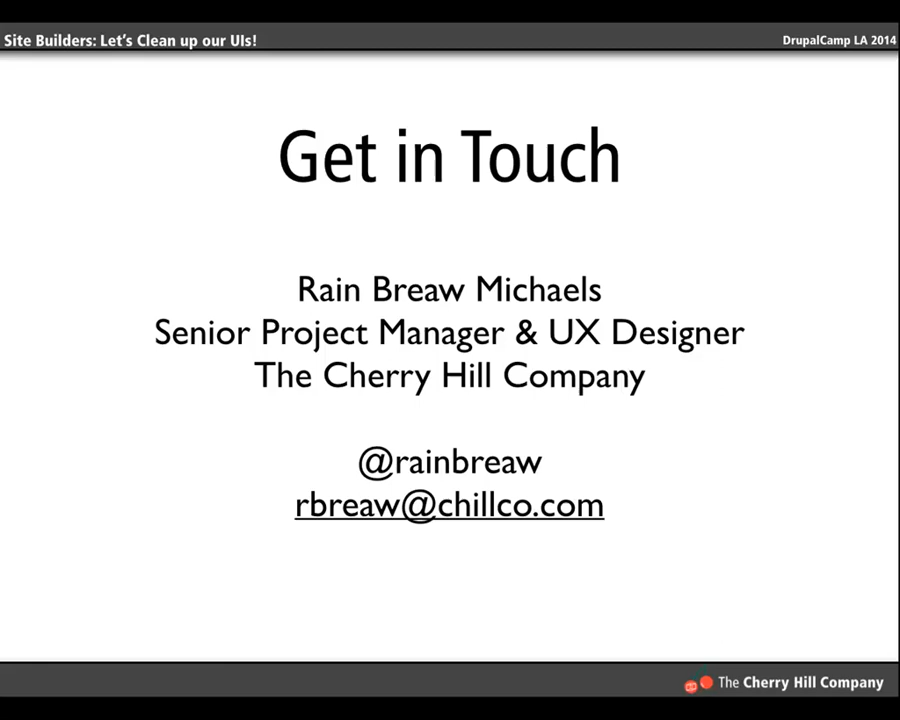 Site Builders: Let's Clean up our UIs!
DrupalCamp LA 2014
Get in Touch
Rain Breaw Michaels
Senior Project Manager & UX Designer
The Cherry Hill Company
@rainbreaw
rbreaw@chillco.com
The Cherry Hill Company